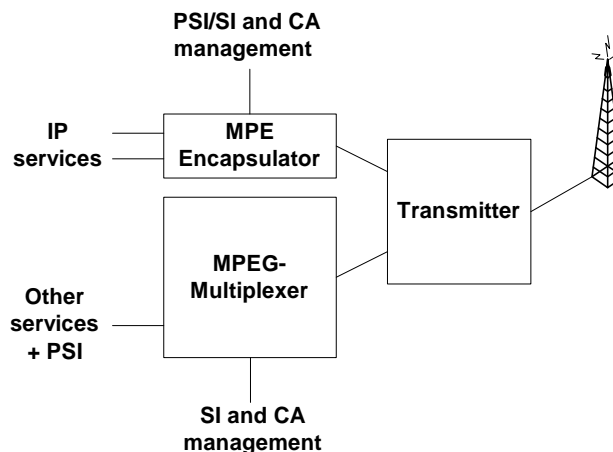 PSI/SI and CA
management
IP
services
MPE
Encapsulator
Transmitter
MPEG-
Multiplexer
Other
services
+ PSI
SI and CA
management